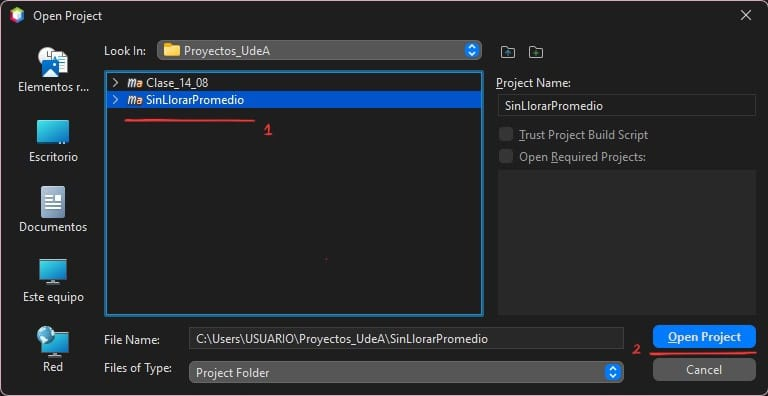 Open Project
Look In: Proyectos_UdeA
Elementos r...
Escritorio
Documentos
Este equipo
Red
ma Clase_14_08
ma SinLlorarPromedio
1
Project Name:
SinLlorarPromedio
Trust Project Build Script
Open Required Projects:
File Name: C:\Users\USUARIO\Proyectos_UdeA\SinLlorarPromedio
Files of Type: Project Folder
2 Open Project
Cancel